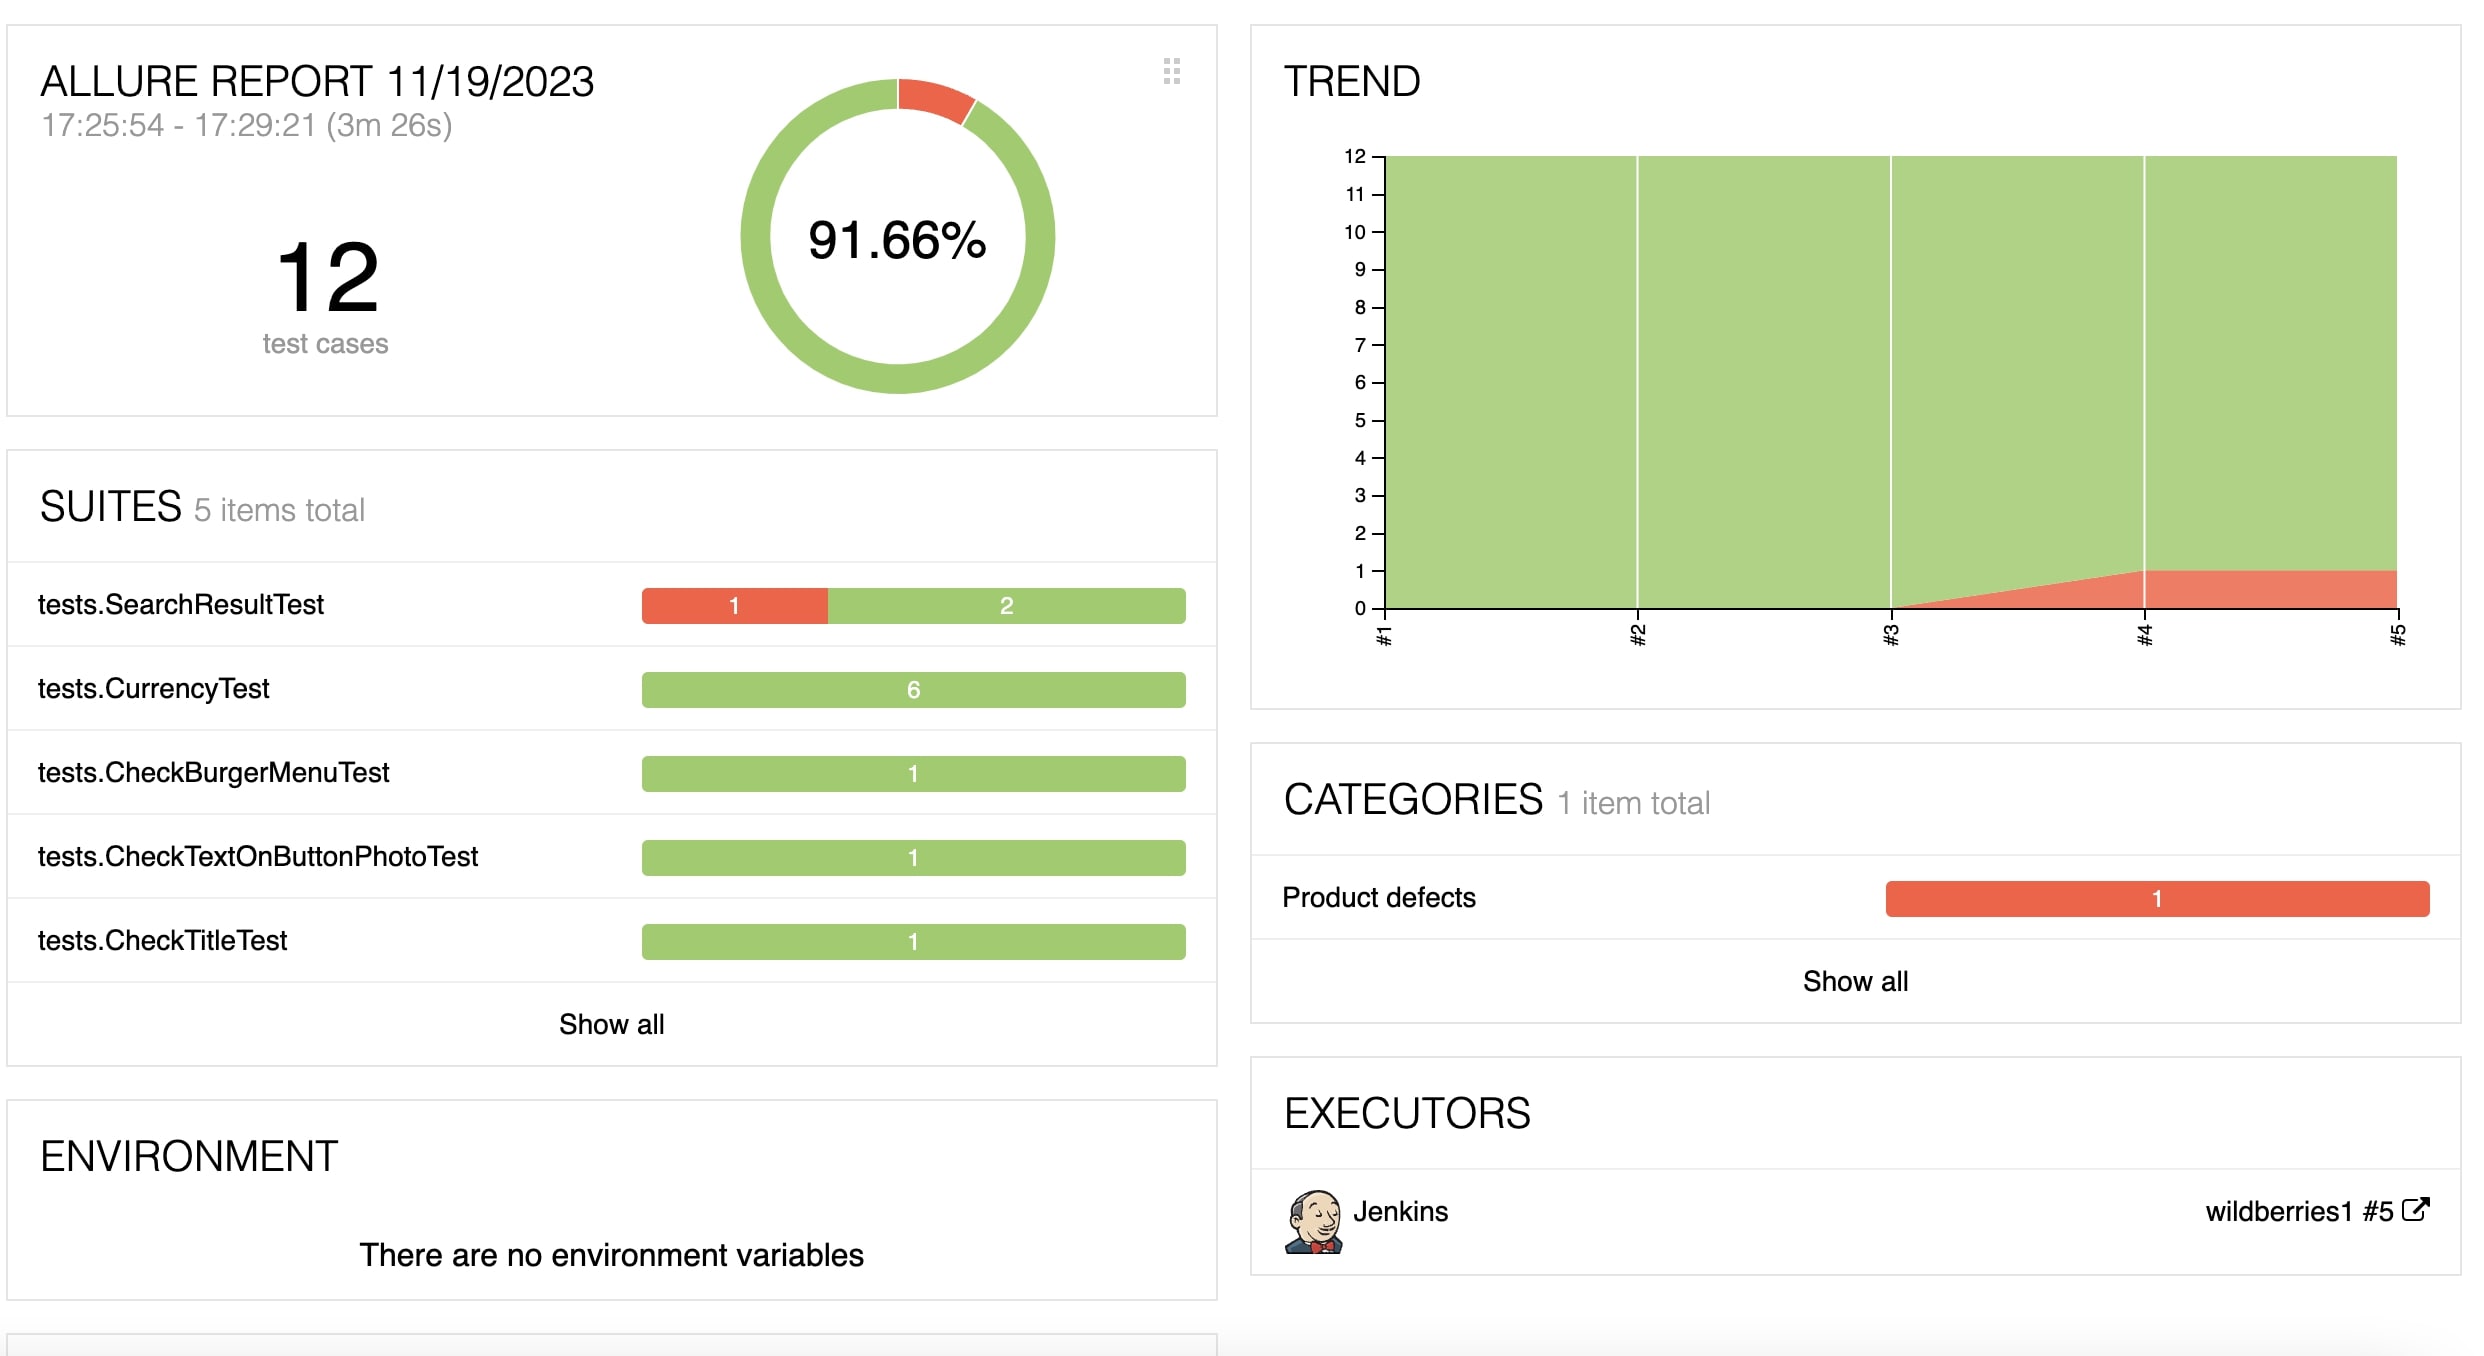 ALLURE REPORT 11/19/2023
17:25:54 - 17:29:21 (3m 26s)
12
test cases
91.66%
SUITES 5 items total
tests.SearchResultTest 1 2
tests.CurrencyTest 6
tests.CheckBurgerMenuTest 1
tests.CheckTextOnButtonPhotoTest 1
tests.CheckTitleTest 1
Show all
ENVIRONMENT
There are no environment variables
TREND
12
11
10
9
8
7
6
5
4
3
2
1
0
#1 #2 #3 #4 #5
CATEGORIES 1 item total
Product defects 1
Show all
EXECUTORS
Jenkins wildberries1 #5